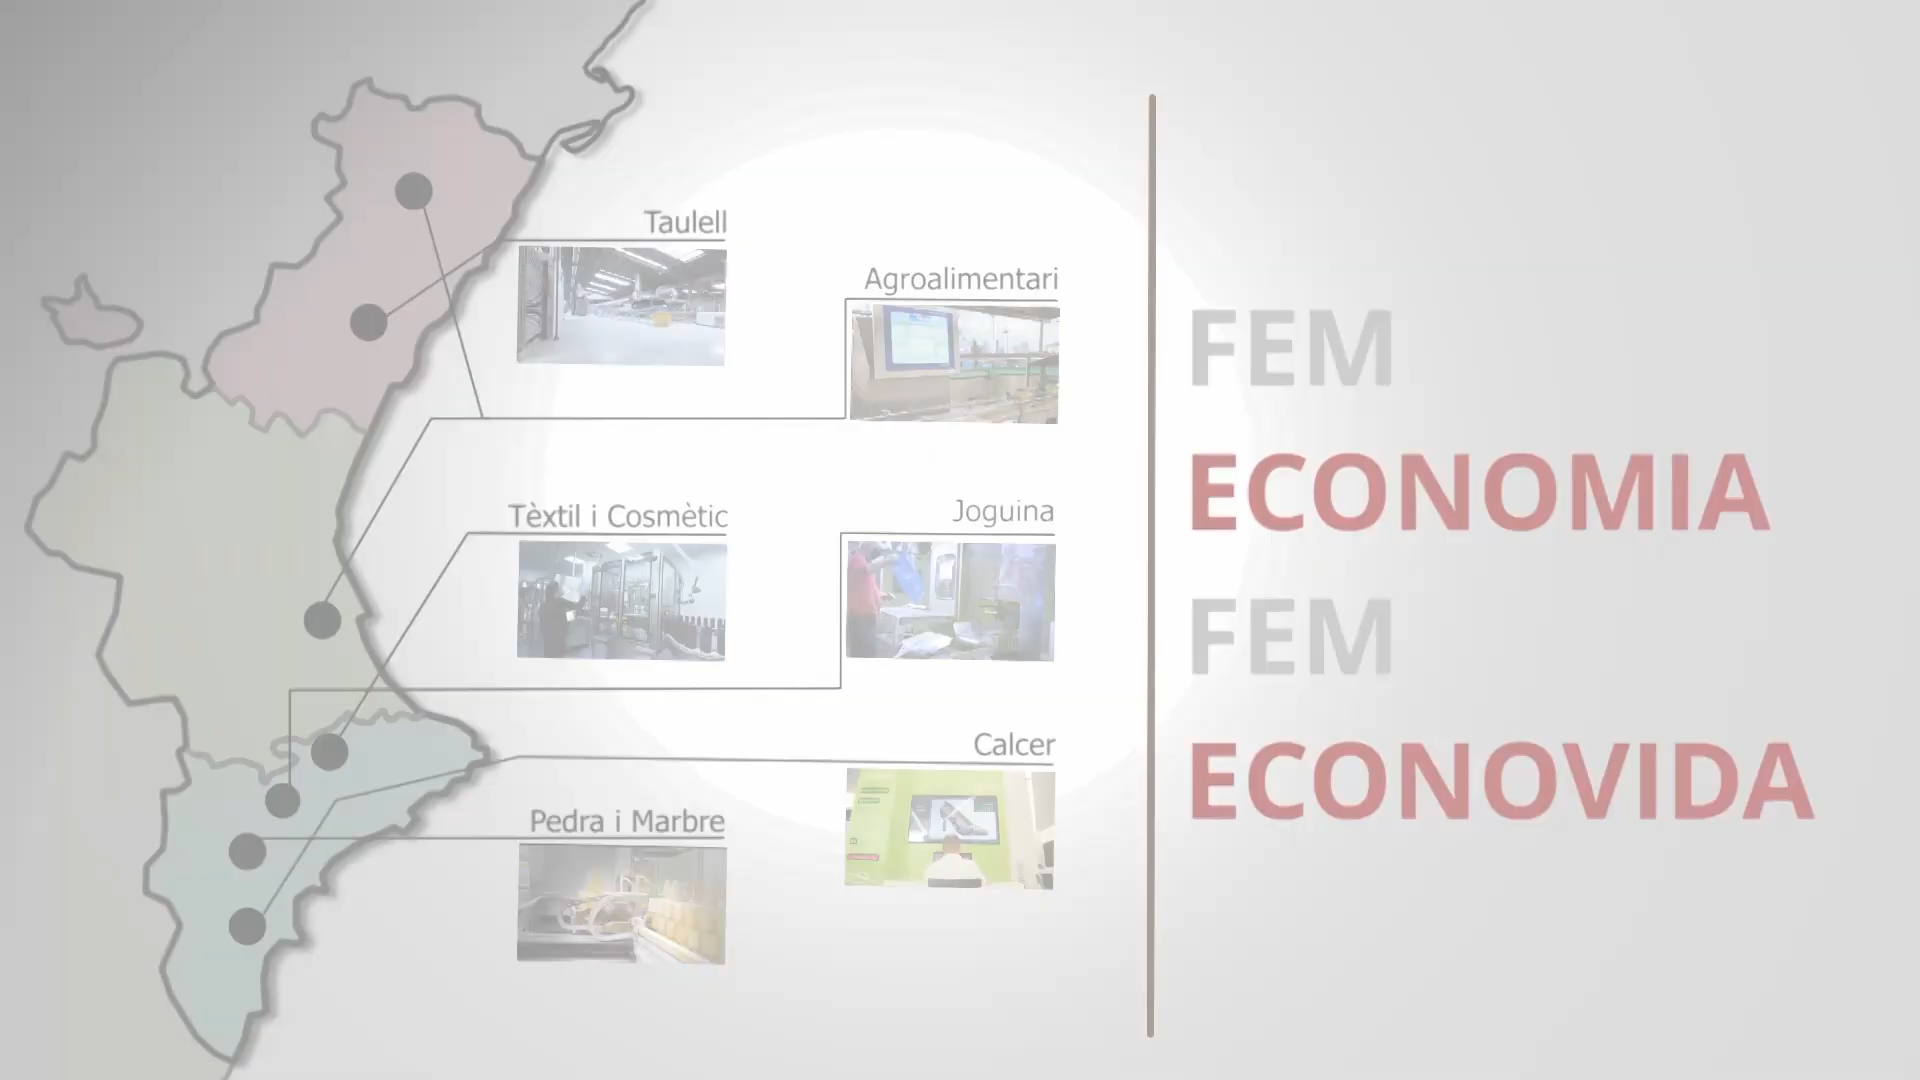 Taulell
Agroalimentari
Tèxtil i Cosmètic
Joguina
Calcer
Pedra i Marbre
FEM
ECONOMIA
FEM
ECONOVIDA